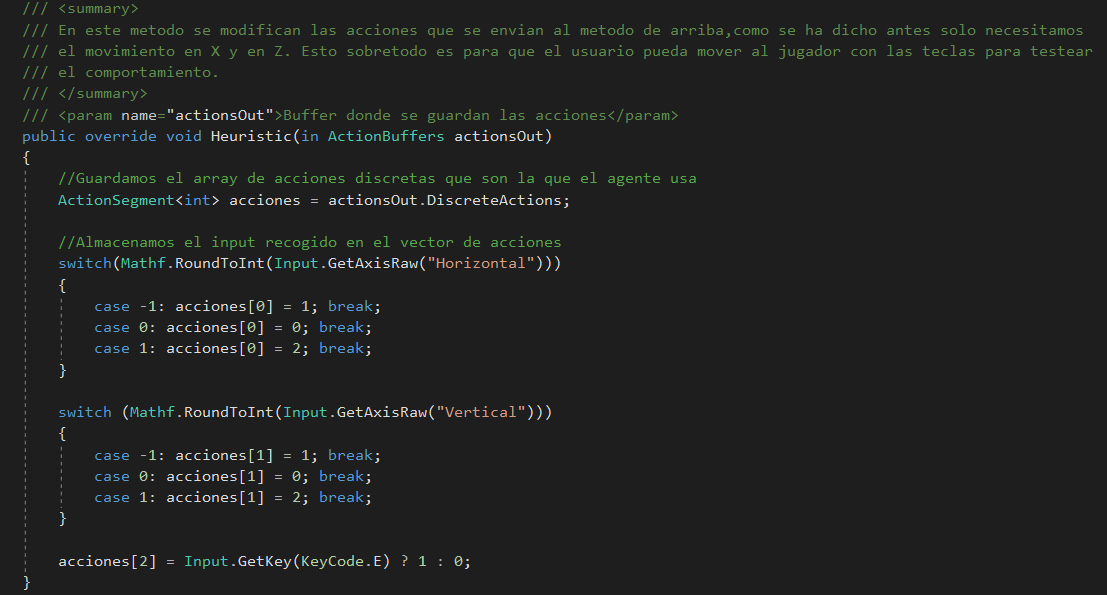 /// <summary>
/// En este metodo se modifican las acciones que se envian al metodo de arriba,como se ha dicho antes solo necesitamos
/// el movimiento en X y en Z. Esto sobretodo es para que el usuario pueda mover al jugador con las teclas para testear
/// el comportamiento.
/// </summary>
/// <param name="actionsOut">Buffer donde se guardan las acciones</param>
public override void Heuristic(in ActionBuffers actionsOut)
{
    //Guardamos el array de acciones discretas que son la que el agente usa
    ActionSegment<int> acciones = actionsOut.DiscreteActions;

    //Almacenamos el input recogido en el vector de acciones
    switch(Mathf.RoundToInt(Input.GetAxisRaw("Horizontal")))
    {
        case -1: acciones[0] = 1; break;
        case 0: acciones[0] = 0; break;
        case 1: acciones[0] = 2; break;
    }

    switch (Mathf.RoundToInt(Input.GetAxisRaw("Vertical")))
    {
        case -1: acciones[1] = 1; break;
        case 0: acciones[1] = 0; break;
        case 1: acciones[1] = 2; break;
    }

    acciones[2] = Input.GetKey(KeyCode.E) ? 1 : 0;
}